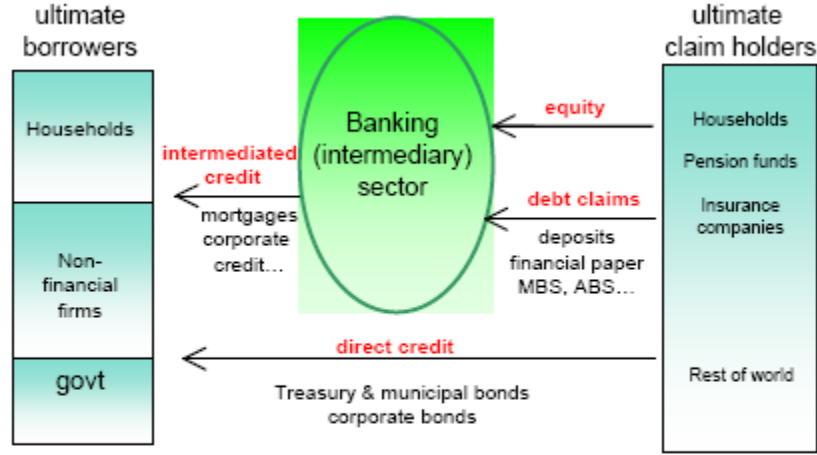 ultimate
borrowers
Households
Non-
financial
firms
govt
intermediated
credit
mortgages
corporate
credit...
Banking
(intermediary)
sector
equity
debt claims
deposits
financial paper
MBS, ABS...
direct credit
Treasury & municipal bonds
corporate bonds
ultimate
claim holders
Households
Pension funds
Insurance
companies
Rest of world